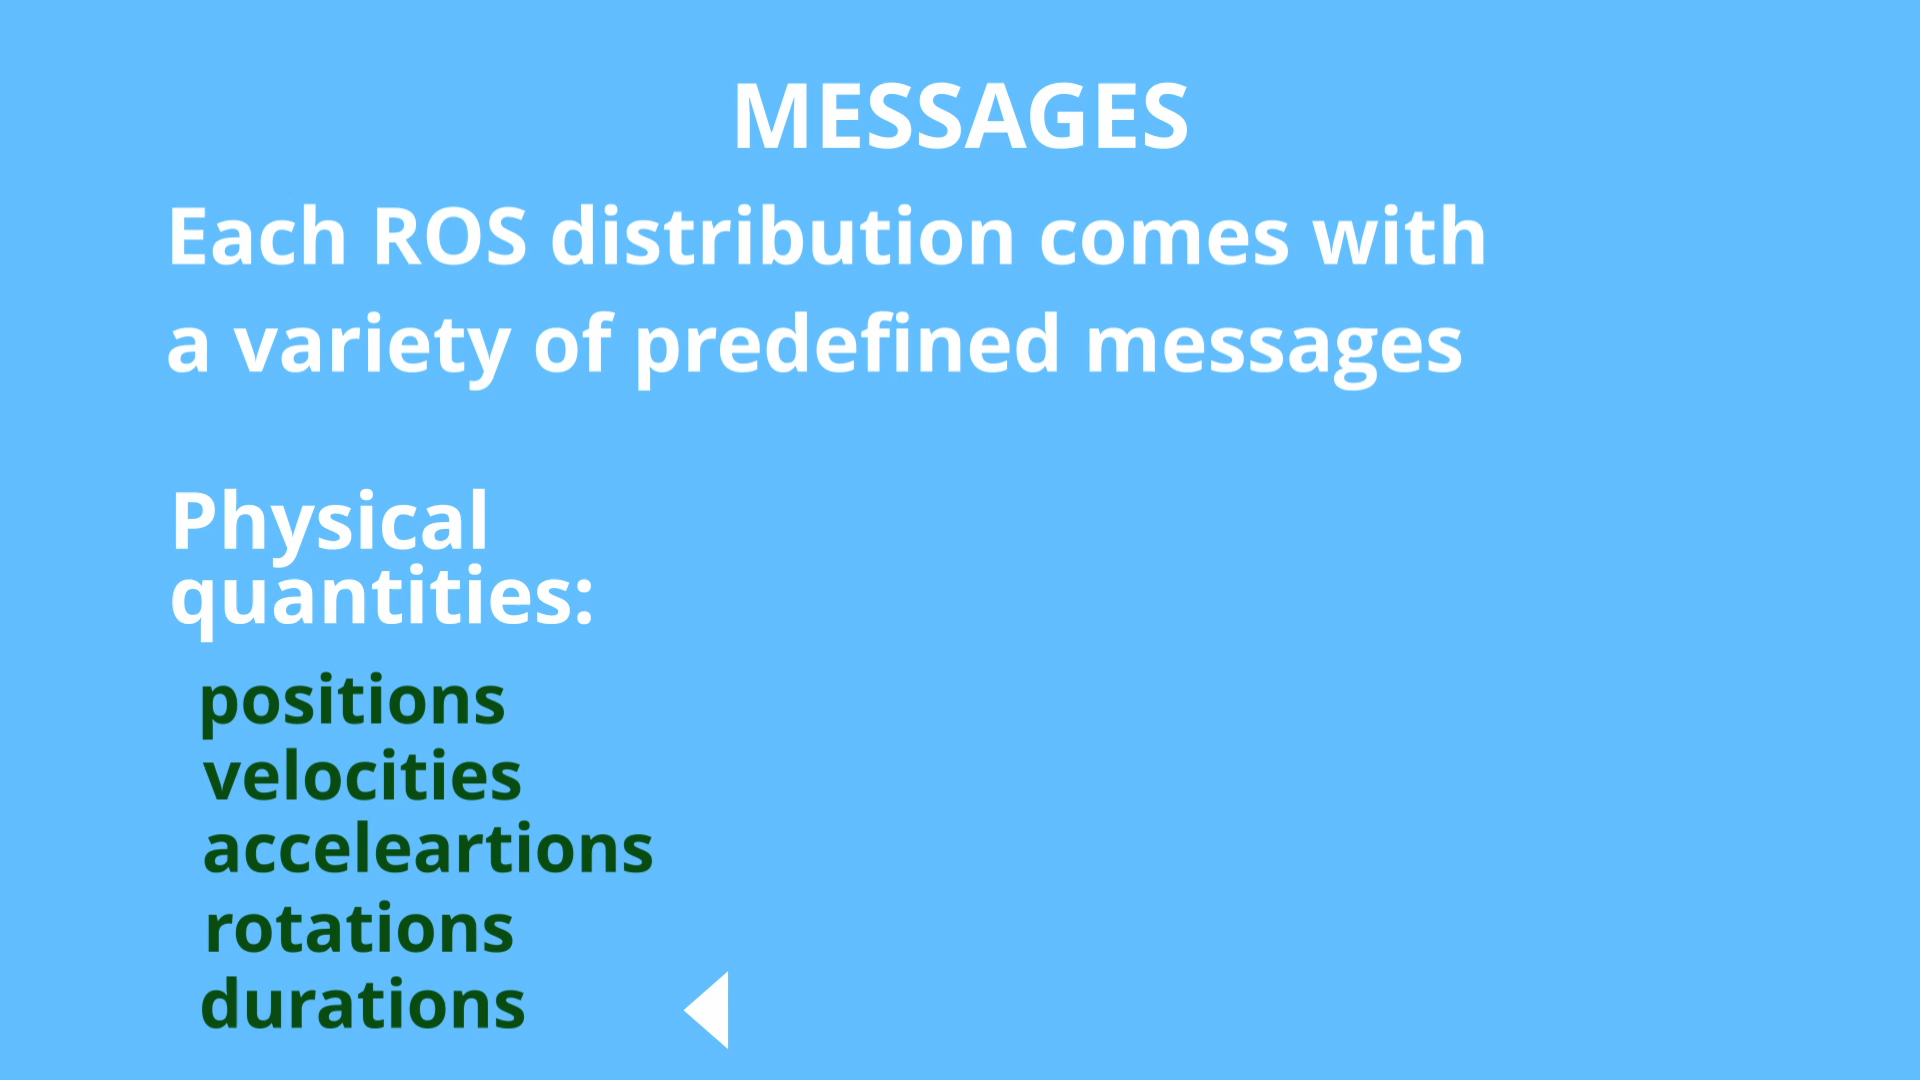 MESSAGES
Each ROS distribution comes with
a variety of predefined messages
Physical
quantities:
positions
velocities
acceleartions
rotations
durations